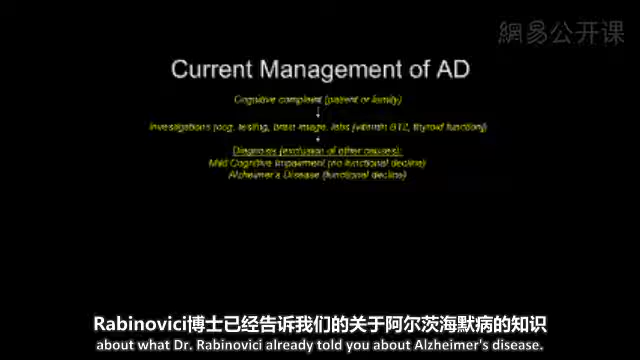 網易公开课
Current Management of AD
Cognitive complaint (patient or family)
Investigations (cog. testing, brain image, labs (vitamin B12, thyroid function)
Diagnosis (exclusion of other causes):
Mild Cognitive Impairment (no functional decline)
Alzheimer's Disease (functional decline)
Rabinovici博士已经告诉我们的关于阿尔茨海默病的知识
about what Dr. Rabinovici already told you about Alzheimer's disease.